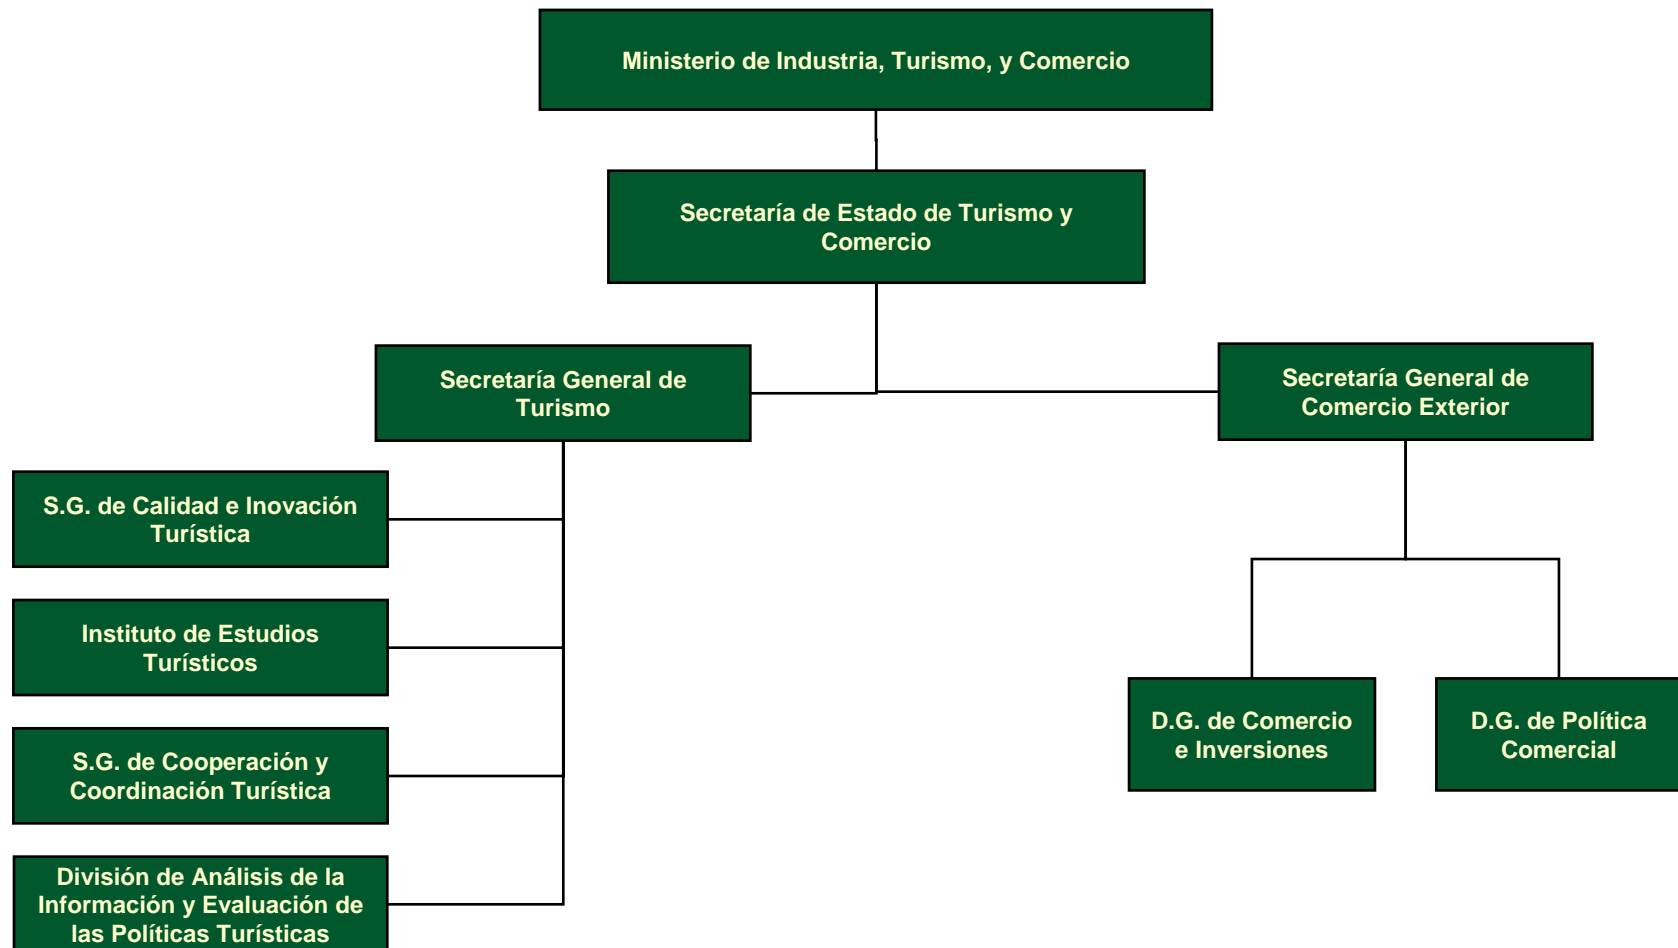 Ministerio de Industria, Turismo, y Comercio
Secretaría de Estado de Turismo y
Comercio
Secretaría General de
Turismo
Secretaría General de
Comercio Exterior
S.G. de Calidad e Inovación
Turística
Instituto de Estudios
Turísticos
S.G. de Cooperación y
Coordinación Turística
División de Análisis de la
Información y Evaluación de
las Políticas Turísticas
D.G. de Comercio
e Inversiones
D.G. de Política
Comercial